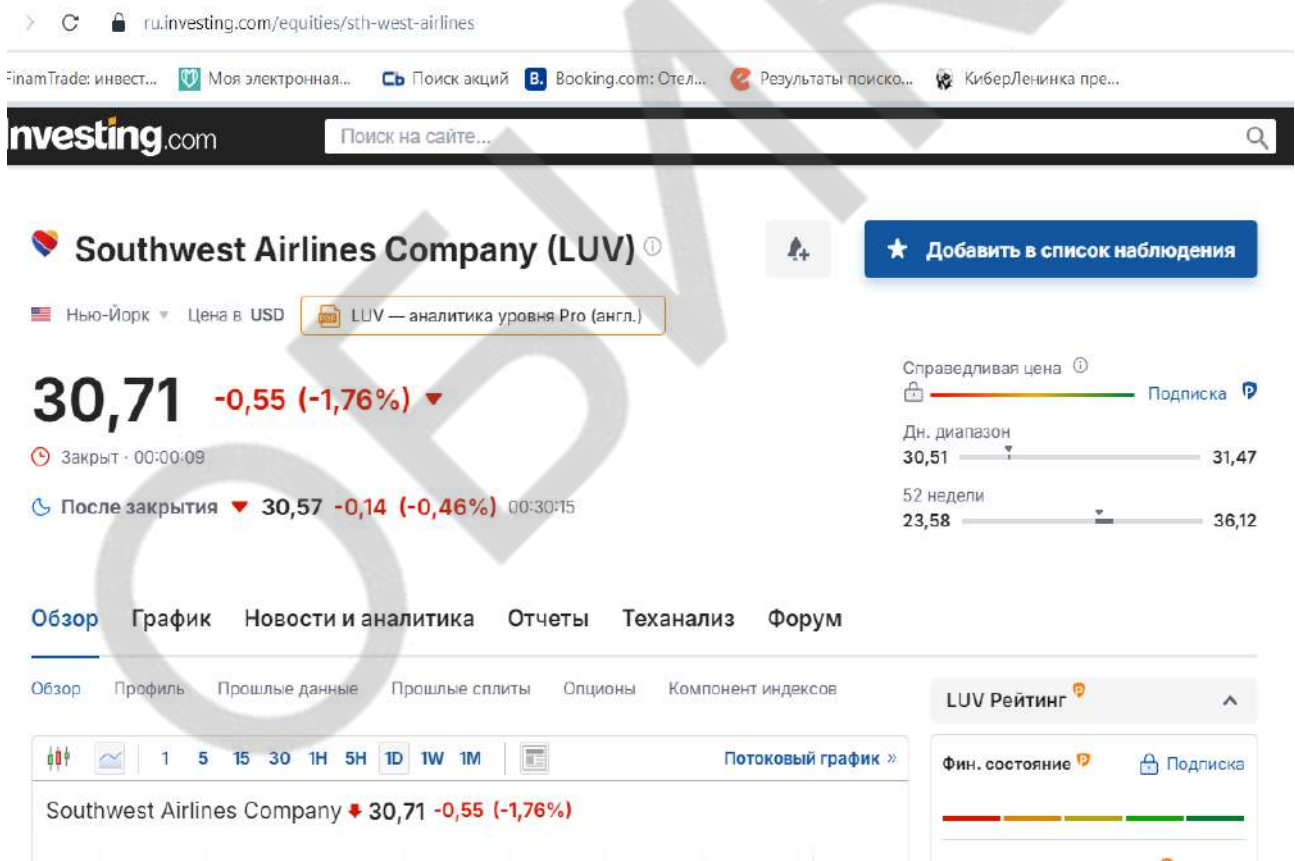 ru.investing.com/equities/sth-west-airlines
FinamTrade: инвест... Моя электронная... Сь Поиск акций B. Booking.com: Отел... Результаты поиско... КиберЛенинка пре...
Investing.com Поиск на сайте...
Southwest Airlines Company (LUV)
Добавить в список наблюдения
Нью-Йорк Цена в USD LUV — аналитика уровня Pro (англ.)
30,71 -0,55 (-1,76%)
Справедливая цена
Подписка
Закрыт · 00:00:09
Дн. диапазон
30,51 31,47
После закрытия 30,57 -0,14 (-0,46%) 00:30:15
52 недели
23,58 36,12
Обзор График Новости и аналитика Отчеты Теханализ Форум
Обзор Профиль Прошлые данные Прошлые сплиты Опционы Компонент индексов
LUV Рейтинг
1 5 15 30 1H 5H 1D 1W 1M Потоковый график »
Фин. состояние Подписка
Southwest Airlines Company 30,71 -0,55 (-1,76%)